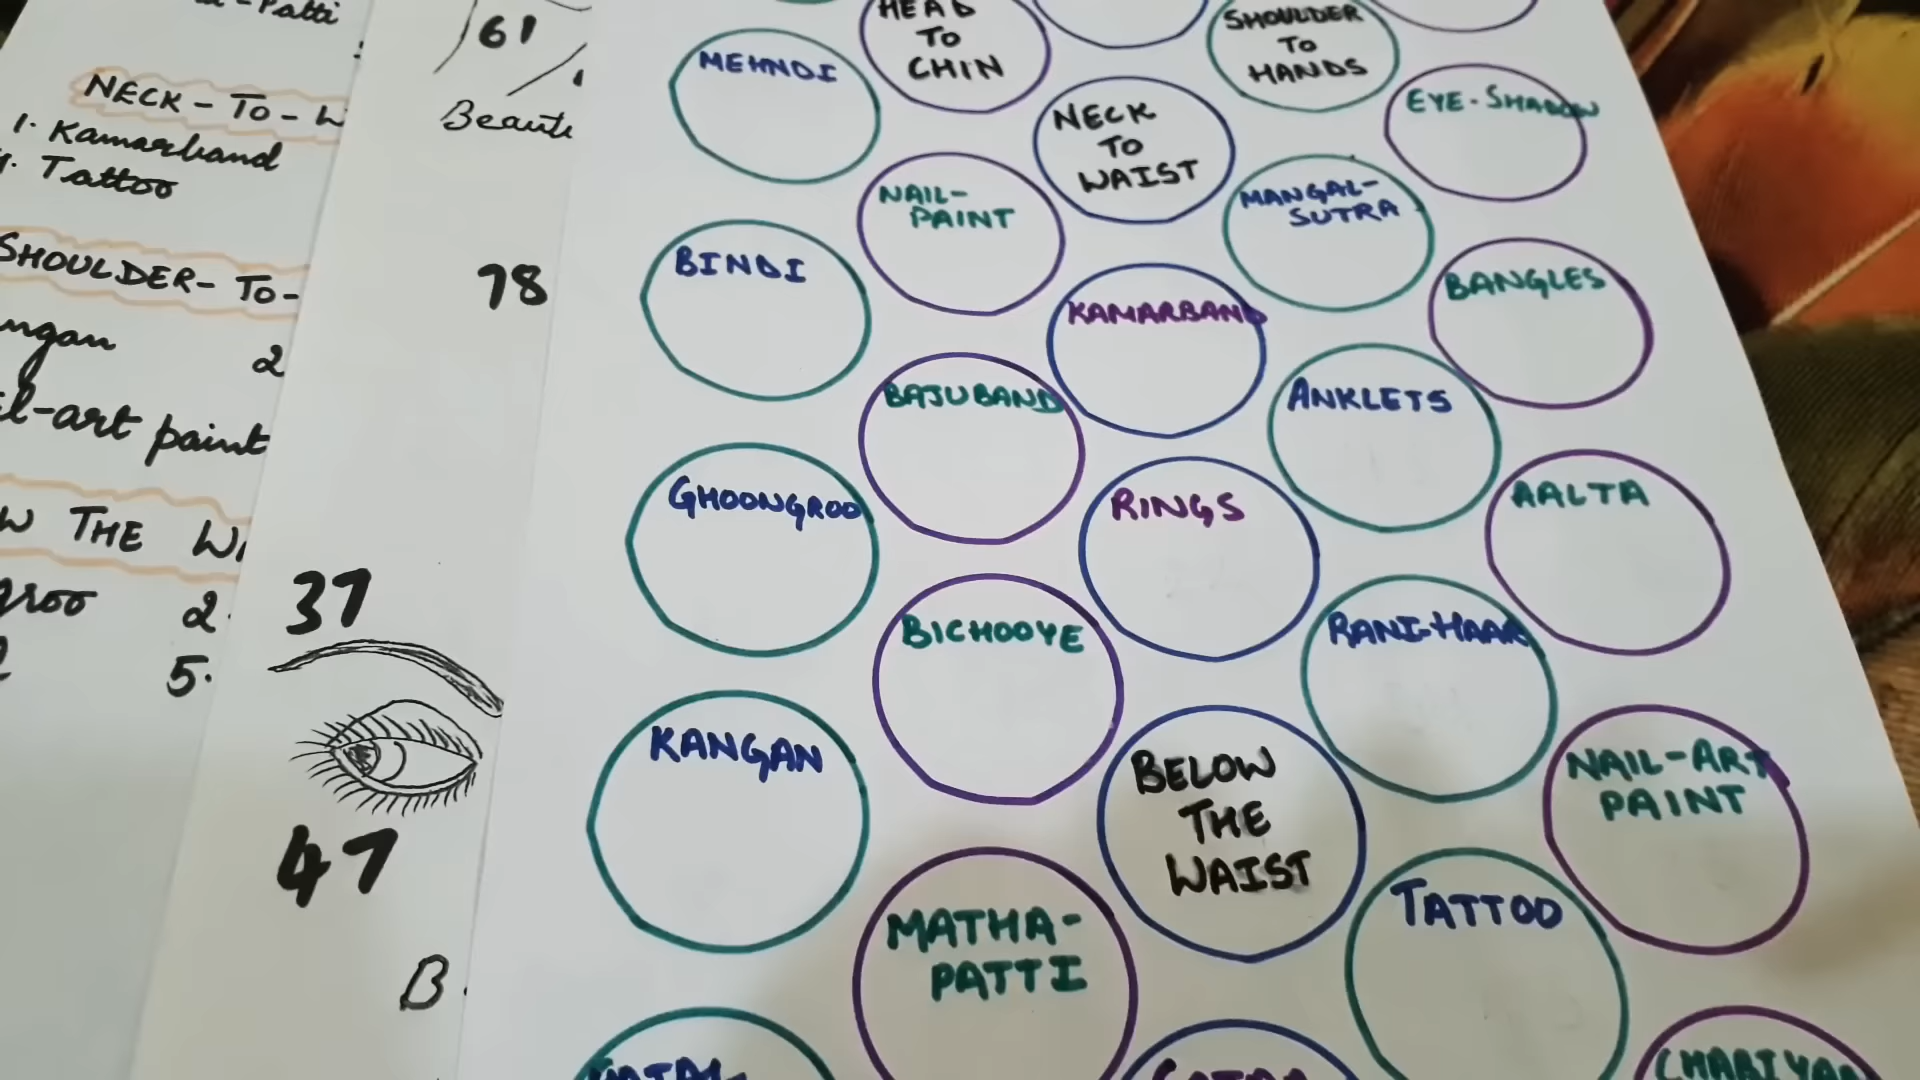 Patti
NECK - TO - W
1. Kamarband
4. Tattoo
SHOULDER - TO -
ngan 2
l-art paint
W THE WA
groo 2.
5.
61
Beaut
78
37
47
B.
HEAD
TO
CHIN
SHOULDER
TO
HANDS
MEHNDI
NECK
TO
WAIST
EYE-SHADOW
NAIL-
PAINT
MANGAL-
SUTRA
BINDI
KAMARBAND
BANGLES
BAJUBAND
ANKLETS
GHOONGROO
RINGS
AALTA
BICHOOYE
RANI-HAAR
KANGAN
BELOW
THE
WAIST
NAIL-ART
PAINT
MATHA-
PATTI
TATTOO